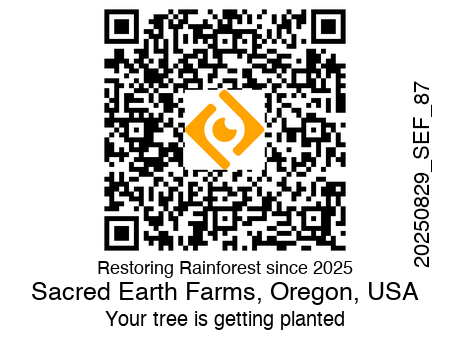 Restoring Rainforest since 2025
Sacred Earth Farms, Oregon, USA
Your tree is getting planted
20250829_SEF_87